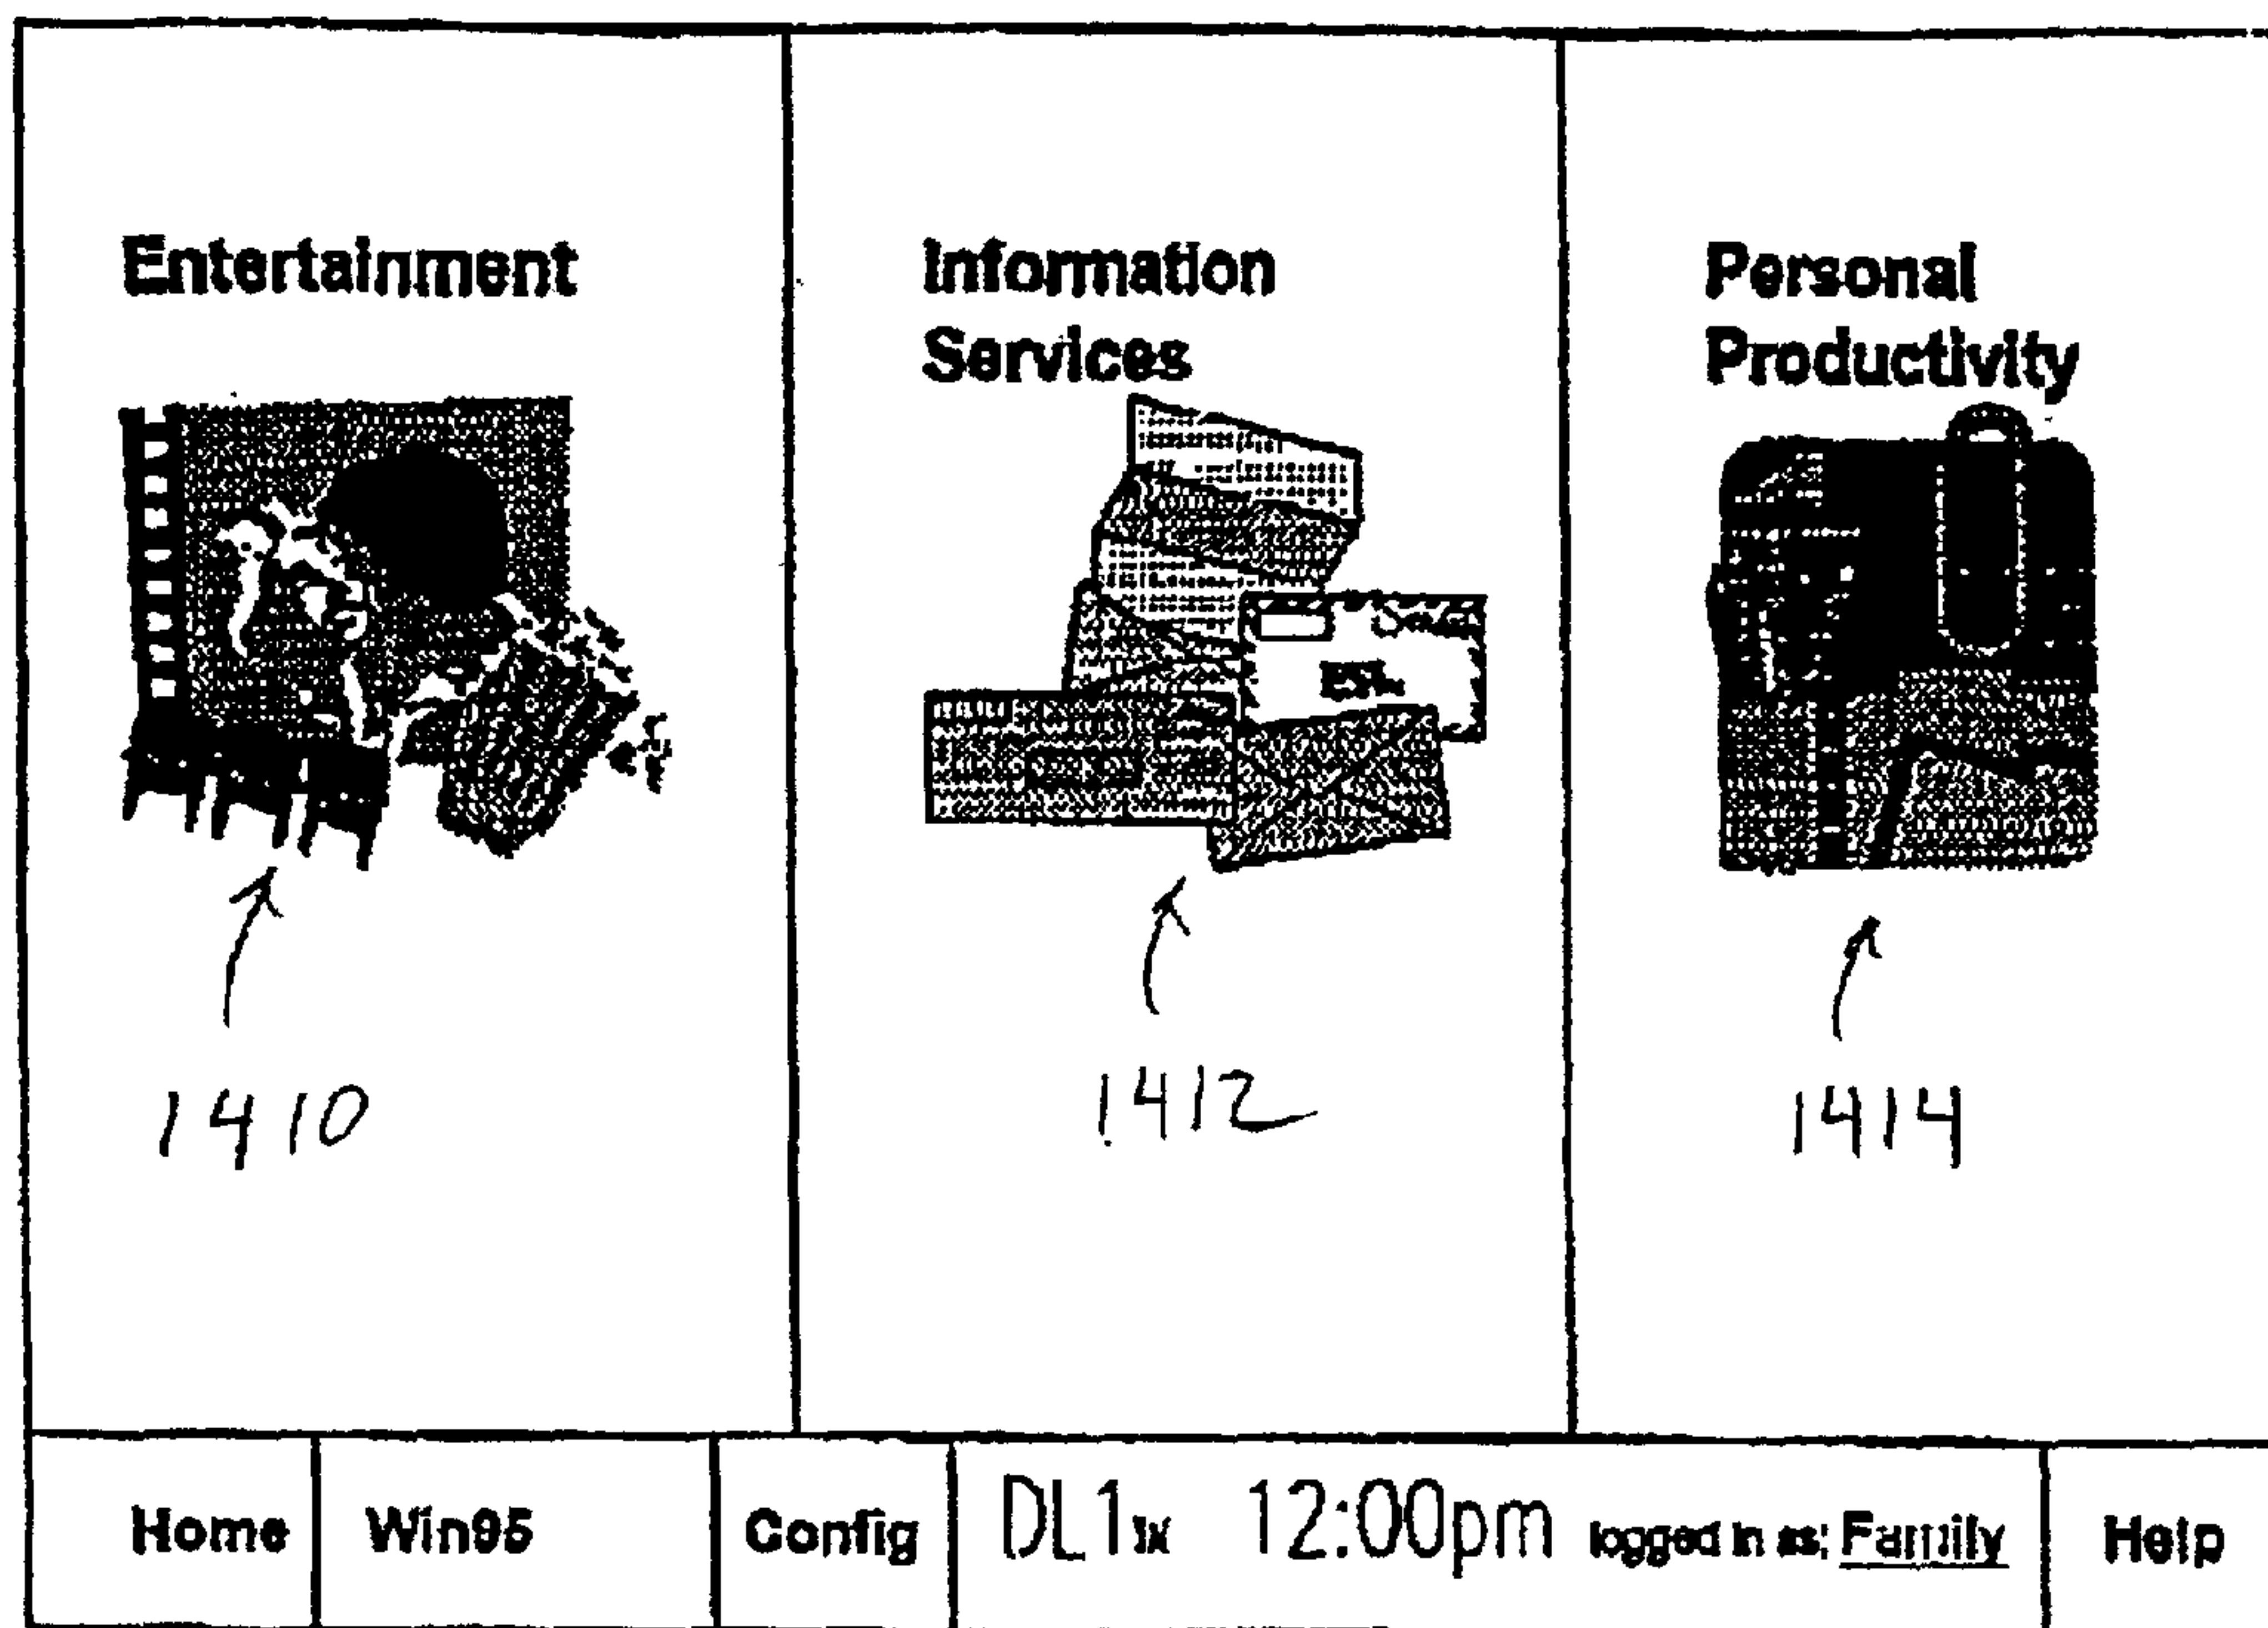 Entertainment
Information
Services
Personal
Productivity
1410
1412
1414
Home
Win95
Config
DL1
12:00pm
logged in as: Family
Help